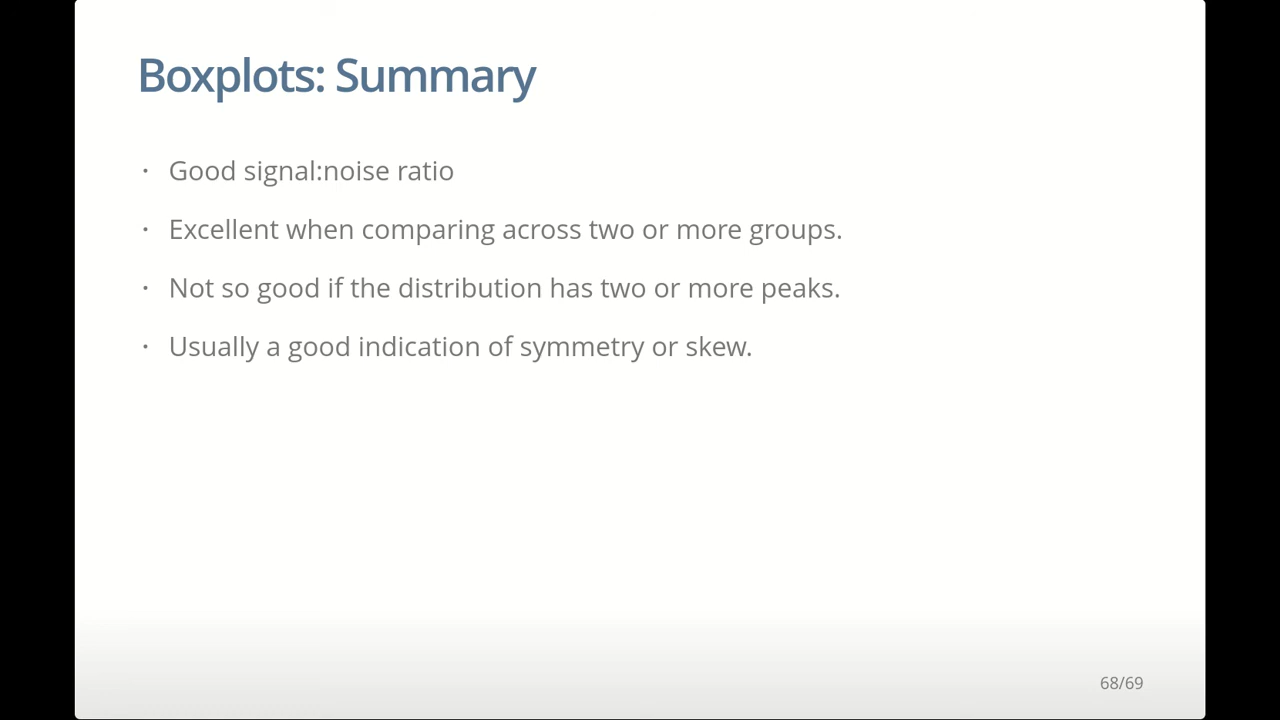 Boxplots: Summary
· Good signal:noise ratio
· Excellent when comparing across two or more groups.
· Not so good if the distribution has two or more peaks.
· Usually a good indication of symmetry or skew.
68/69